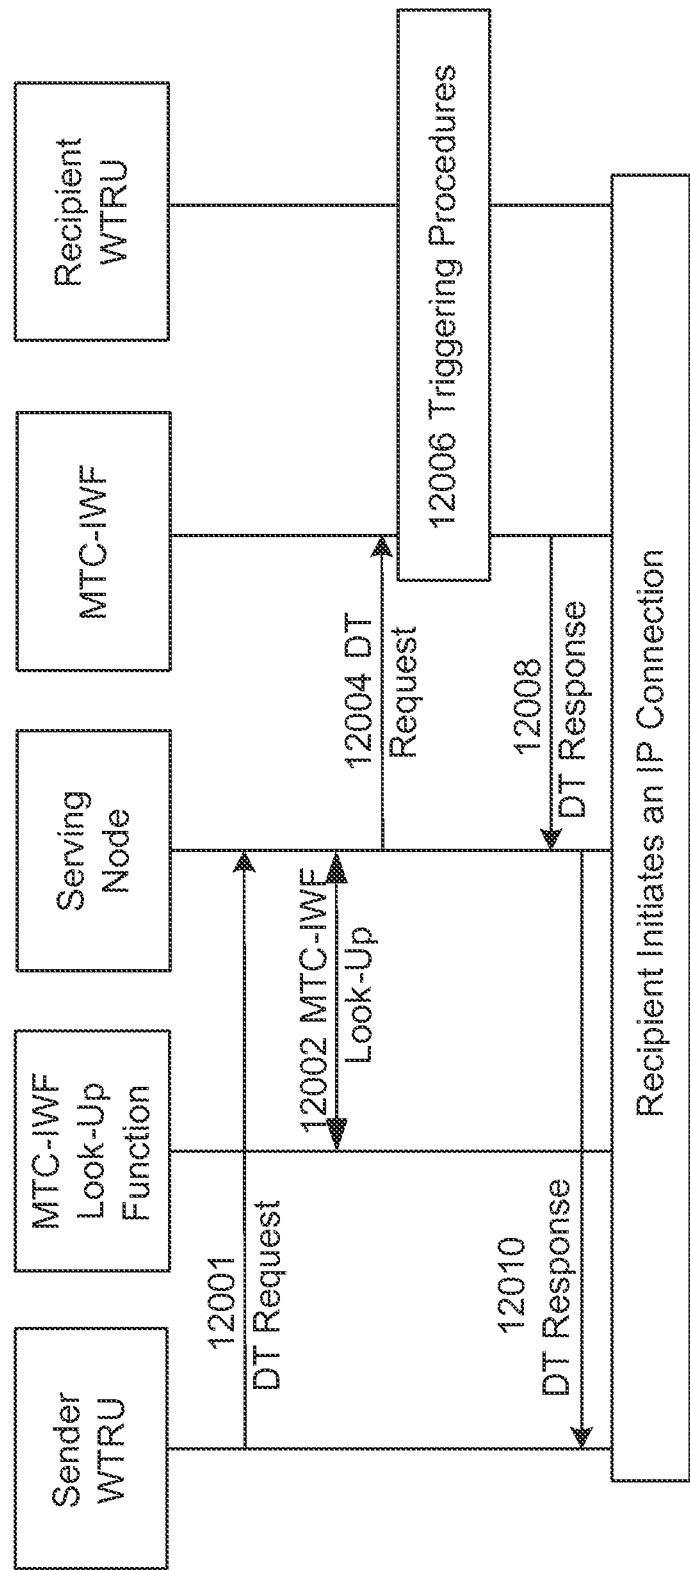 Sender
WTRU
MTC-IWF
Look-Up
Function
Serving
Node
MTC-IWF
Recipient
WTRU
12001
DT Request
12002 MTC-IWF
Look-Up
12004 DT
Request
12006 Triggering Procedures
12008
DT Response
12010
DT Response
Recipient Initiates an IP Connection